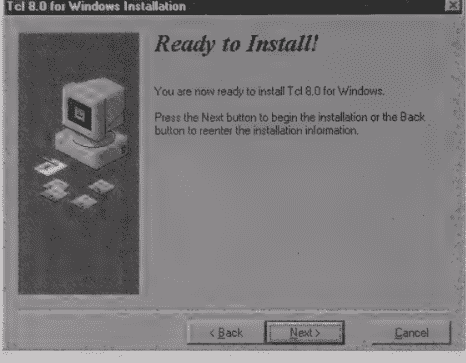 Tcl 8.0 for Windows Installation
Ready to Install!
You are now ready to install Tcl 8.0 for Windows.
Press the Next button to begin the installation or the Back
button to reenter the installation information.
< Back
Next >
Cancel